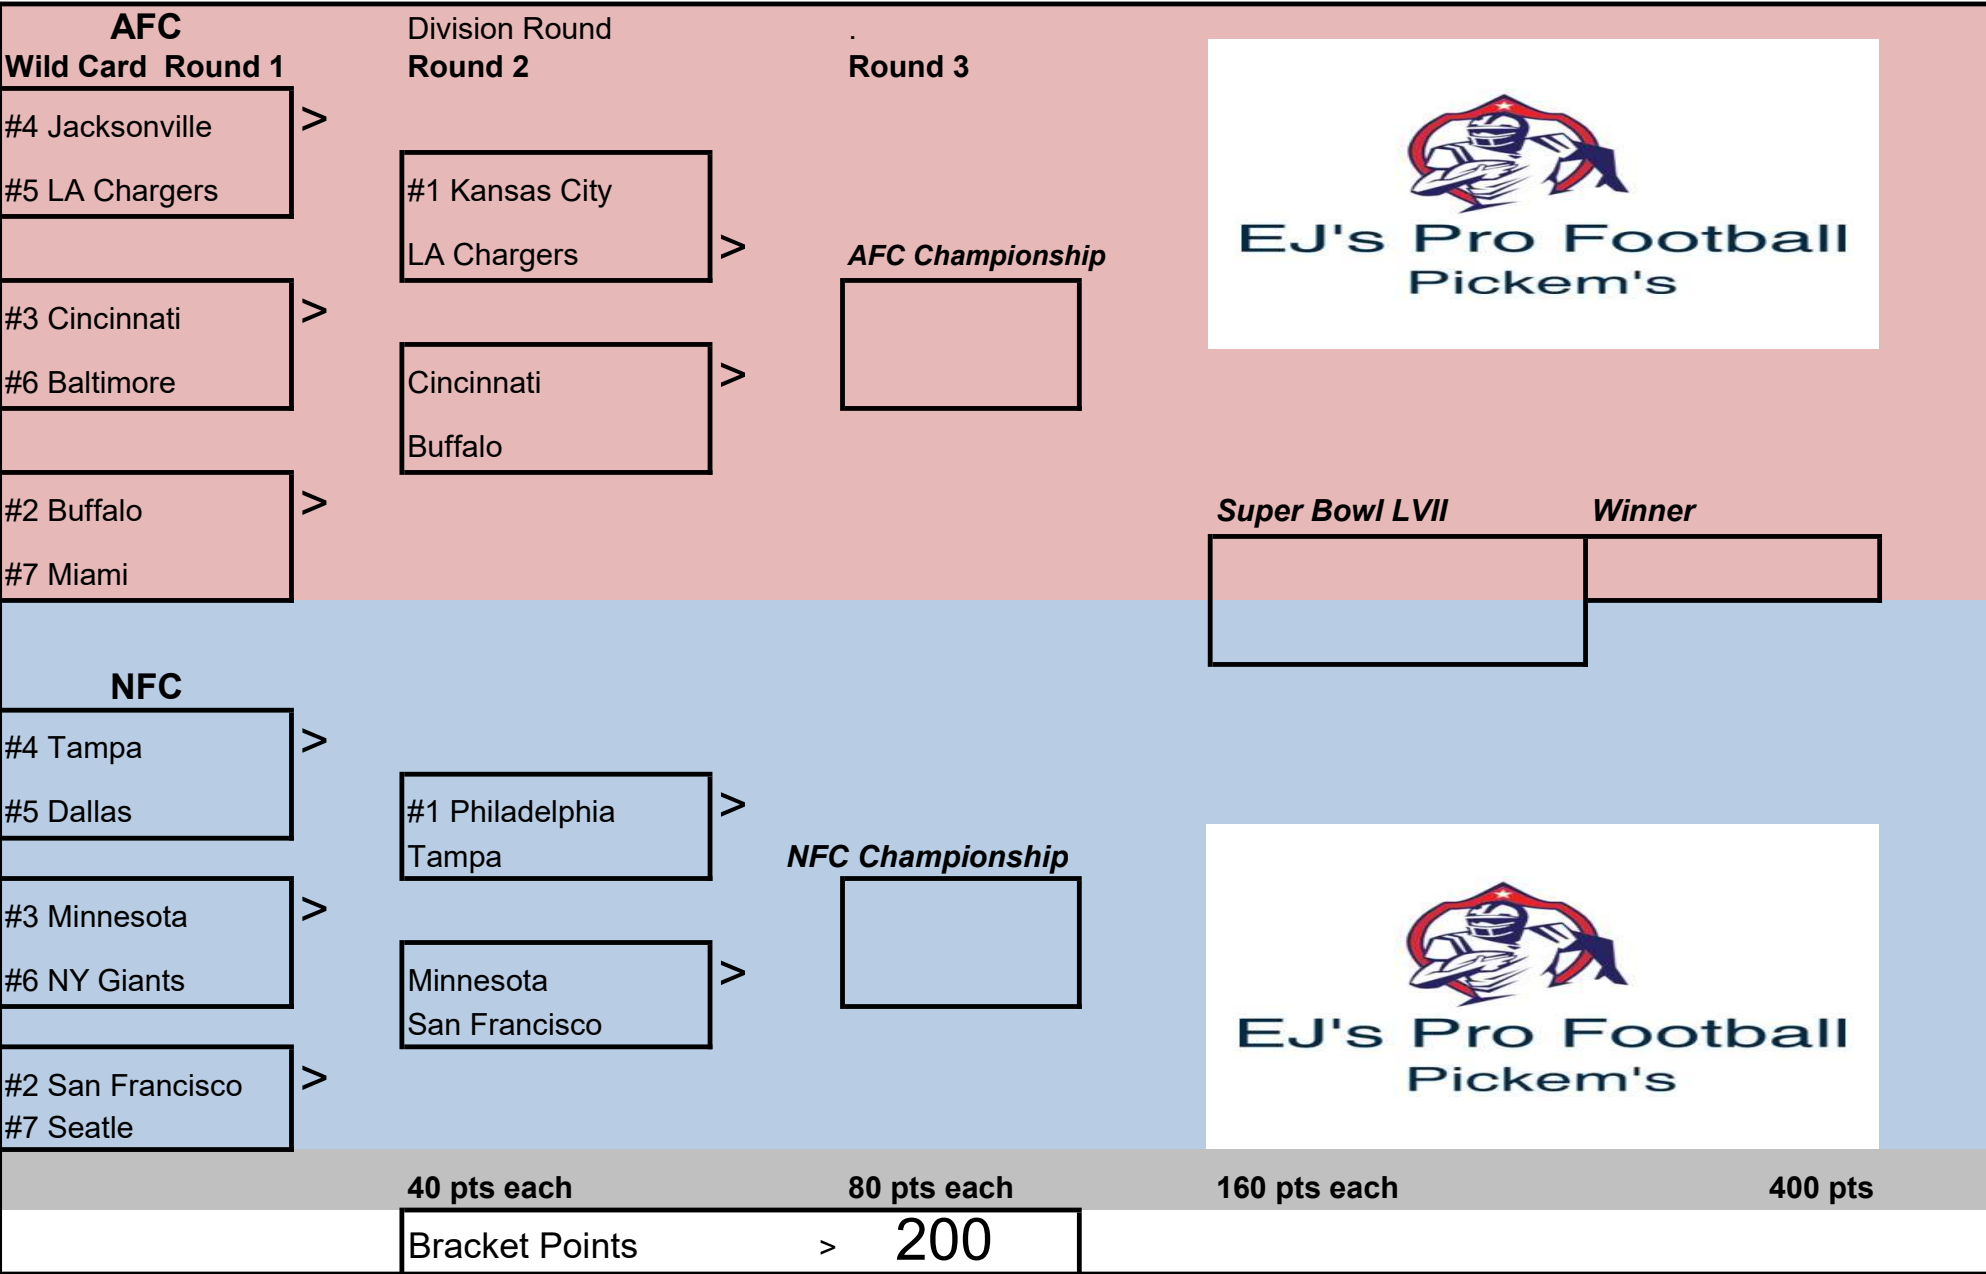 AFC Division Round .
Wild Card Round 1 Round 2 Round 3
#4 Jacksonville >
#5 LA Chargers
#1 Kansas City
LA Chargers >
#3 Cincinnati >
#6 Baltimore
Cincinnati >
Buffalo
#2 Buffalo >
#7 Miami
AFC Championship
EJ's Pro Football
Pickem's
Super Bowl LVII Winner
NFC
#4 Tampa >
#5 Dallas
#1 Philadelphia >
Tampa
#3 Minnesota >
#6 NY Giants
Minnesota >
San Francisco
#2 San Francisco >
#7 Seatle
NFC Championship
EJ's Pro Football
Pickem's
40 pts each 80 pts each 160 pts each 400 pts
Bracket Points > 200